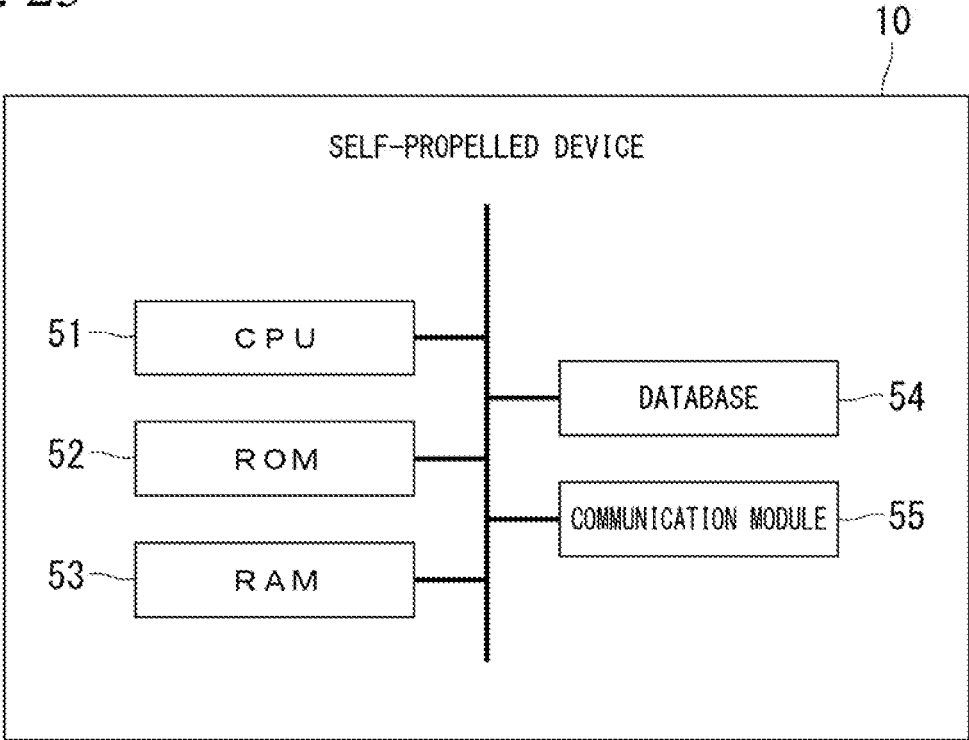 10
SELF-PROPELLED DEVICE
51
CPU
DATABASE
54
52
ROM
COMMUNICATION MODULE
55
53
RAM